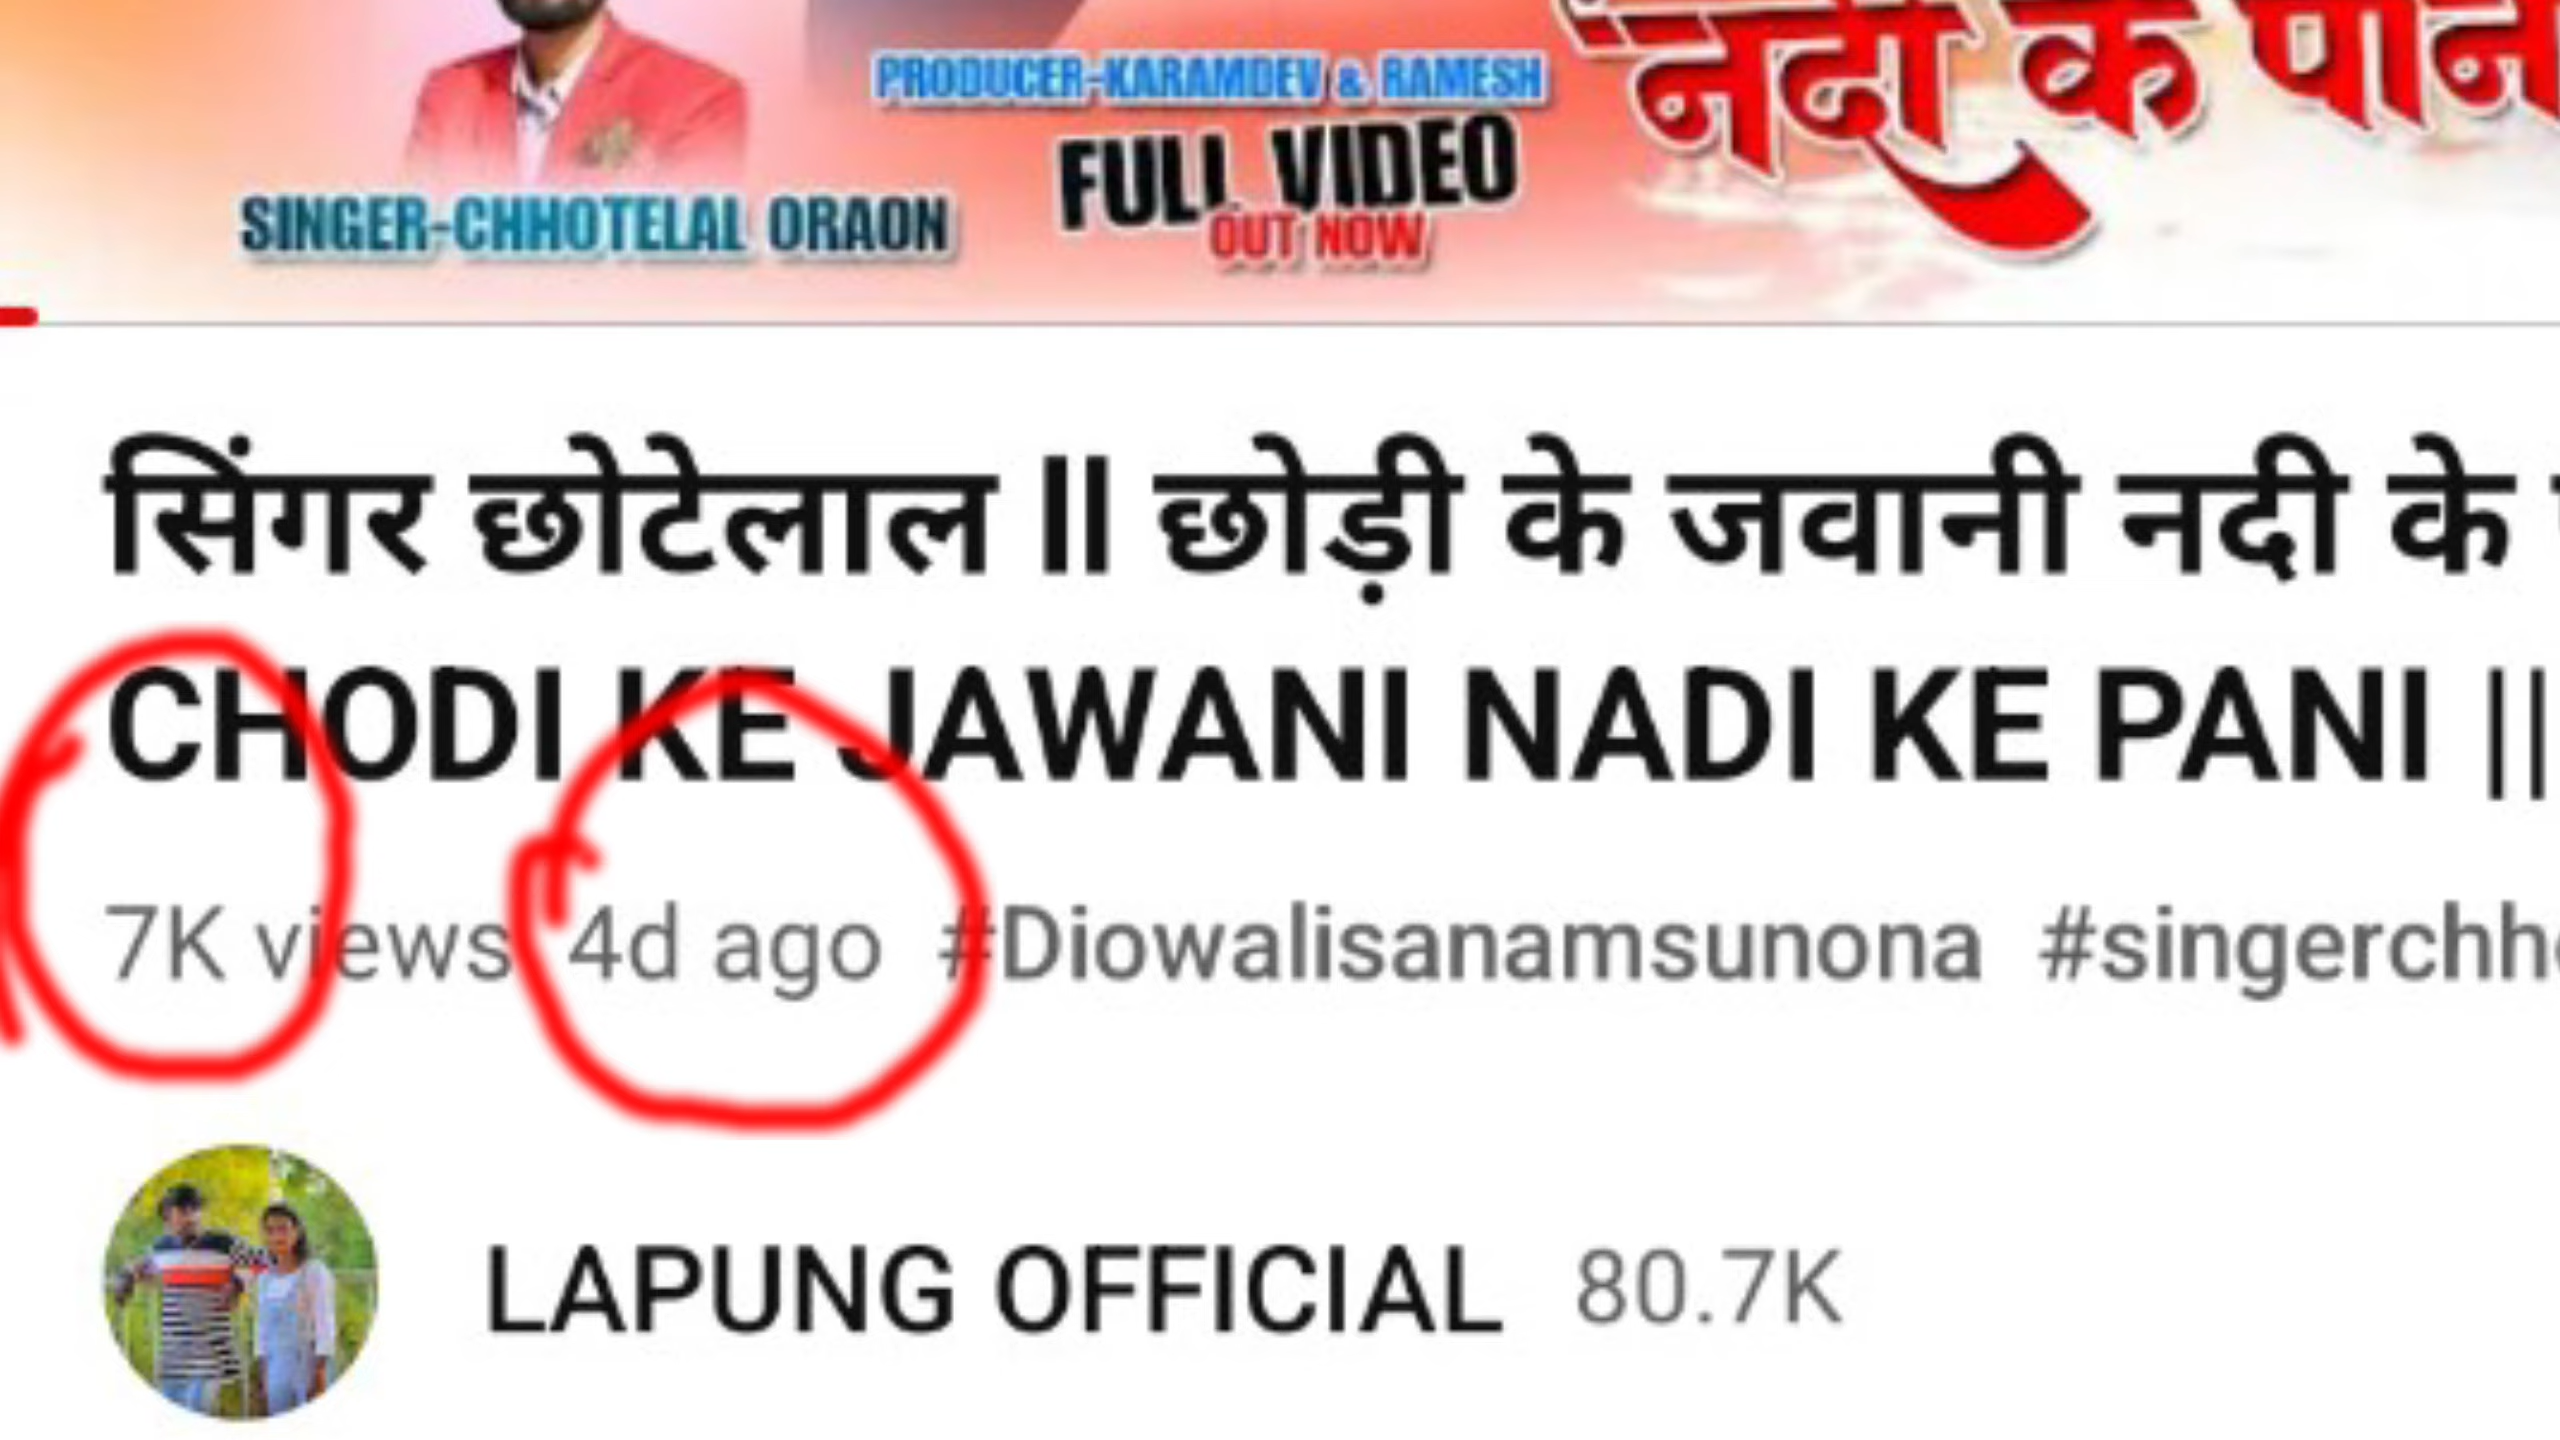 PRODUCER-KARAMDEV & RAMESH
FULL VIDEO
OUT NOW
SINGER-CHHOTELAL ORAON
नदी के
सिंगर छोटेलाल || छोड़ी के जवानी नदी के
CHODI KE JAWANI NADI KE PANI ||
7K views 4d ago #Diowalisanamsunona #singerchh
LAPUNG OFFICIAL 80.7K